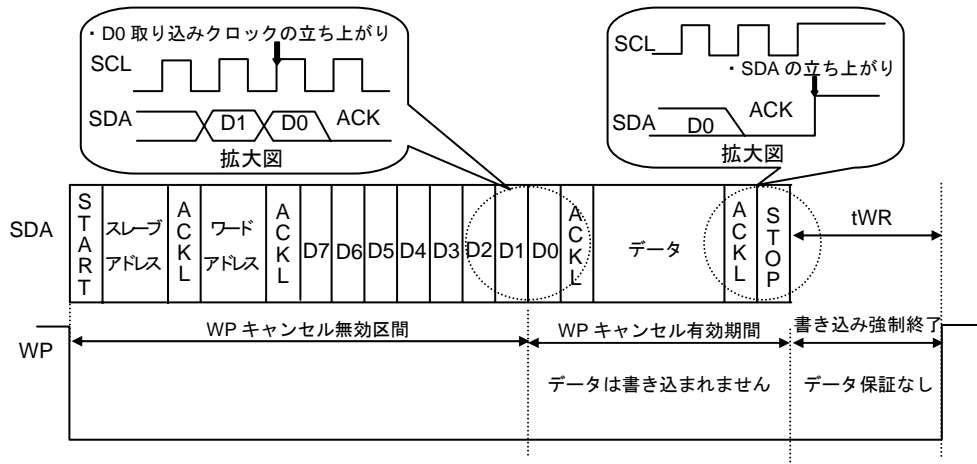 ・D0 取り込みクロックの立ち上がり
SCL
SDA
D1
D0
ACK
拡大図
SCL
・SDA の立ち上がり
SDA
D0
ACK
拡大図
SDA
START
スレーブ
アドレス
ACKL
ワード
アドレス
ACKL
D7
D6
D5
D4
D3
D2
D1
D0
ACKL
データ
ACKL
STOP
tWR
WP
WP キャンセル無効区間
WP キャンセル有効期間
書き込み強制終了
データは書き込まれません
データ保証なし